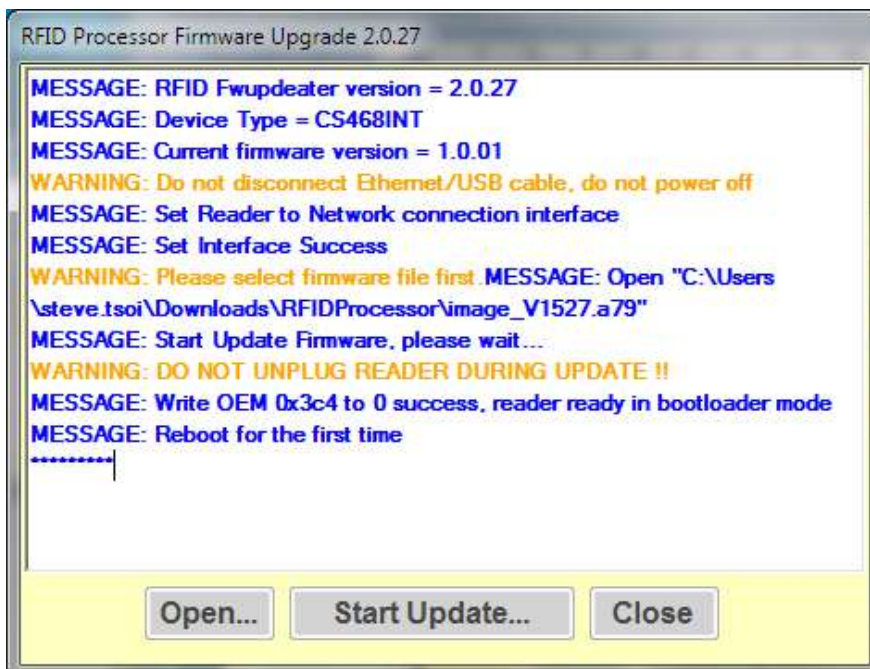 RFID Processor Firmware Upgrade 2.0.27
MESSAGE: RFID Fwupdeater version = 2.0.27
MESSAGE: Device Type = CS468INT
MESSAGE: Current firmware version = 1.0.01
WARNING: Do not disconnect Ethernet/USB cable, do not power off
MESSAGE: Set Reader to Network connection interface
MESSAGE: Set Interface Success
WARNING: Please select firmware file first.MESSAGE: Open "C:\Users
\steve.tsoi\Downloads\RFIDProcessor\image_V1527.a79"
MESSAGE: Start Update Firmware, please wait...
WARNING: DO NOT UNPLUG READER DURING UPDATE !!
MESSAGE: Write OEM 0x3c4 to 0 success, reader ready in bootloader mode
MESSAGE: Reboot for the first time
*********
Open... Start Update... Close